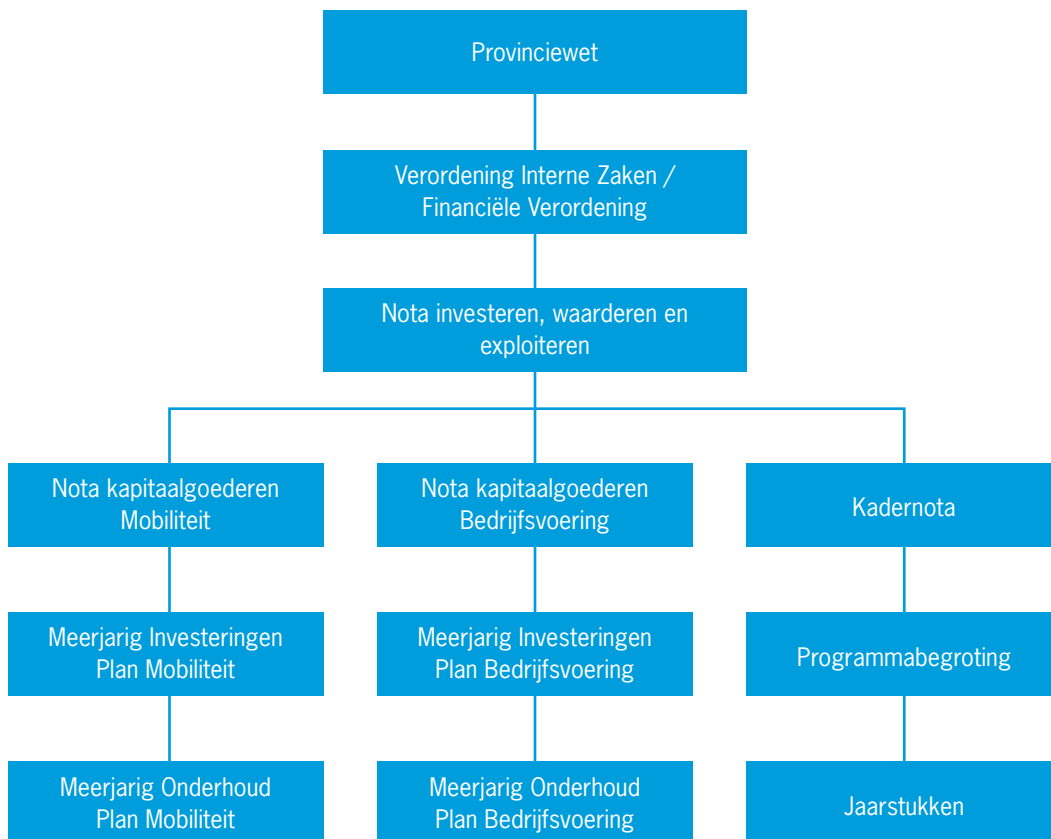 Provinciewet
Verordening Interne Zaken /
Financiële Verordening
Nota investeren, waarderen en
exploiteren
Nota kapitaalgoederen
Mobiliteit
Nota kapitaalgoederen
Bedrijfsvoering
Kadernota
Meerjarig Investeringen
Plan Mobiliteit
Meerjarig Investeringen
Plan Bedrijfsvoering
Programmabegroting
Meerjarig Onderhoud
Plan Mobiliteit
Meerjarig Onderhoud
Plan Bedrijfsvoering
Jaarstukken